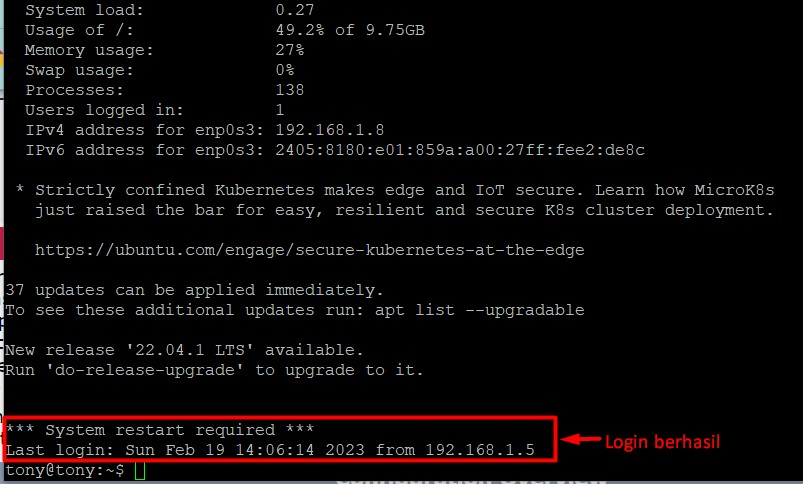 System load: 0.27
Usage of /: 49.2% of 9.75GB
Memory usage: 27%
Swap usage: 0%
Processes: 138
Users logged in: 1
IPv4 address for enp0s3: 192.168.1.8
IPv6 address for enp0s3: 2405:8180:e01:859a:a00:27ff:fee2:de8c
* Strictly confined Kubernetes makes edge and IoT secure. Learn how MicroK8s
just raised the bar for easy, resilient and secure K8s cluster deployment.
https://ubuntu.com/engage/secure-kubernetes-at-the-edge
37 updates can be applied immediately.
To see these additional updates run: apt list --upgradable
New release '22.04.1 LTS' available.
Run 'do-release-upgrade' to upgrade to it.
*** System restart required ***
Last login: Sun Feb 19 14:06:14 2023 from 192.168.1.5
Login berhasil
tony@tony:~$